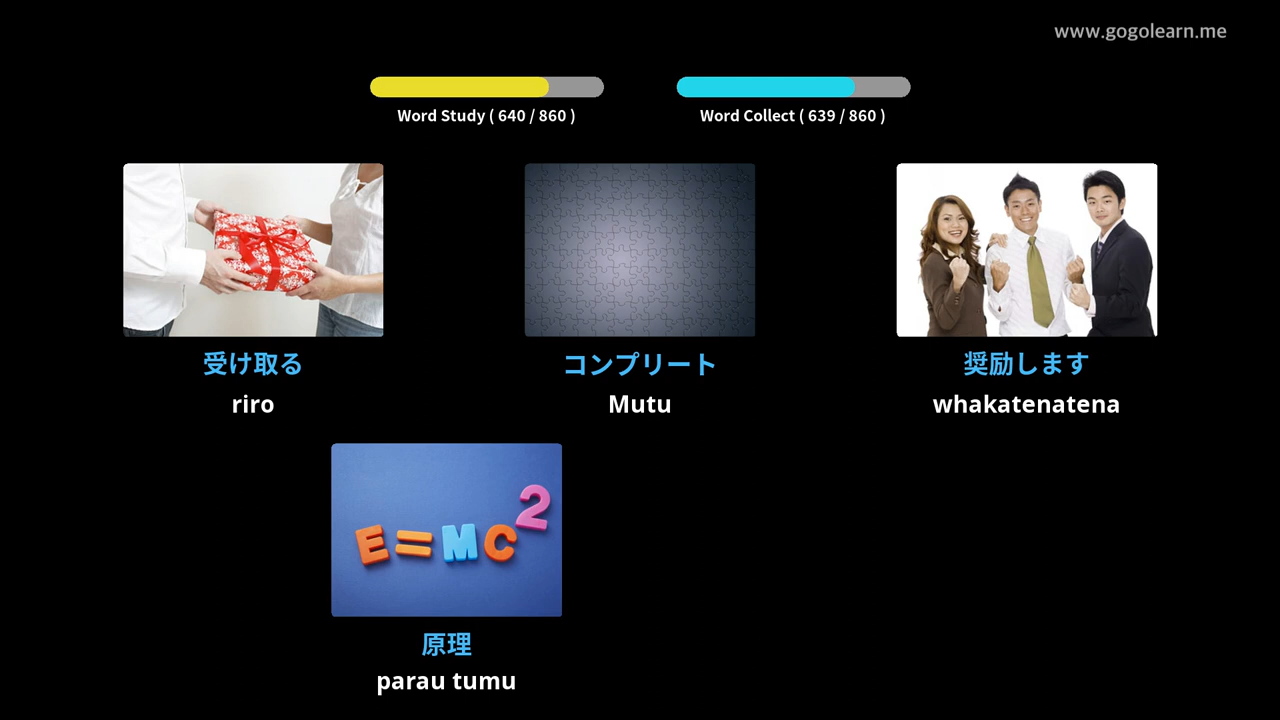 www.gogolearn.me
Word Study ( 640 / 860 )
Word Collect ( 639 / 860 )
受け取る
riro
コンプリート
Mutu
奨励します
whakatenatena
E=MC2
原理
parau tumu